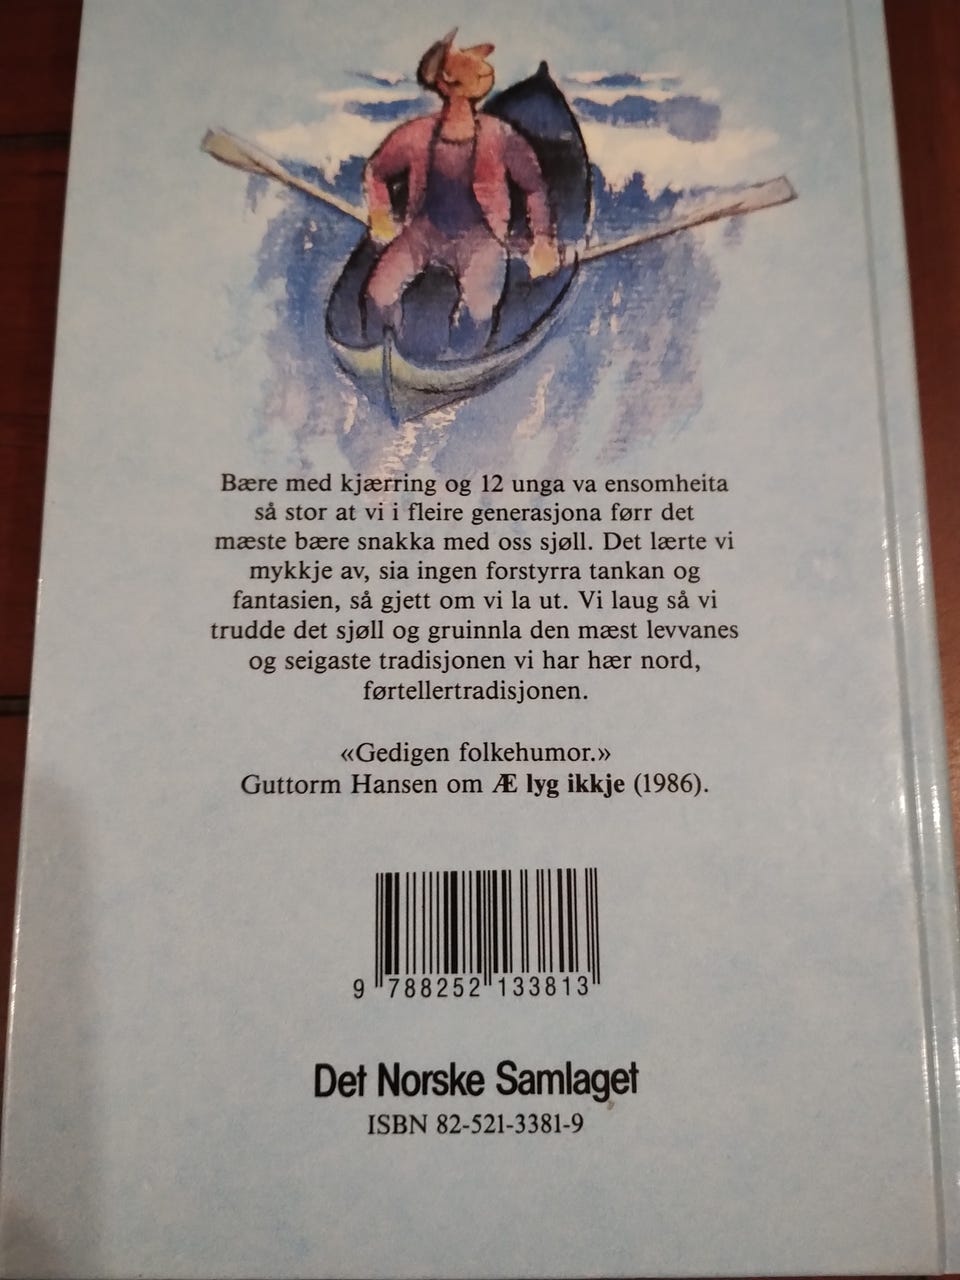 Bære med kjærring og 12 unga va ensomheita
så stor at vi i fleire generasjona førr det
mæste bære snakka med oss sjøll. Det lærte vi
mykkje av, sia ingen forstyrra tankan og
fantasien, så gjett om vi la ut. Vi laug så vi
trudde det sjøll og gruinnla den mæst levvanes
og seigaste tradisjonen vi har hær nord,
førtellertradisjonen.
«Gedigen folkehumor.»
Guttorm Hansen om Æ lyg ikkje (1986).
9 788252 133813
Det Norske Samlaget
ISBN 82-521-3381-9